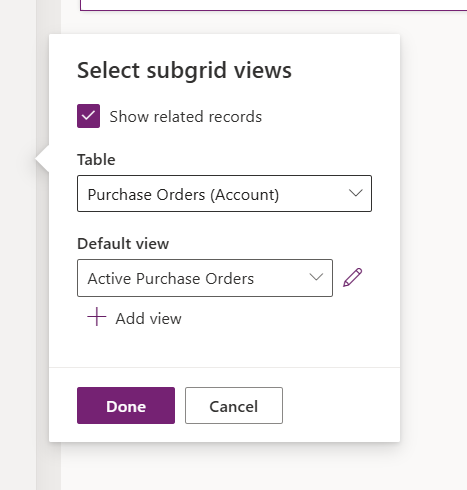 Select subgrid views
Show related records
Table
Purchase Orders (Account)
Default view
Active Purchase Orders
Add view
Done
Cancel